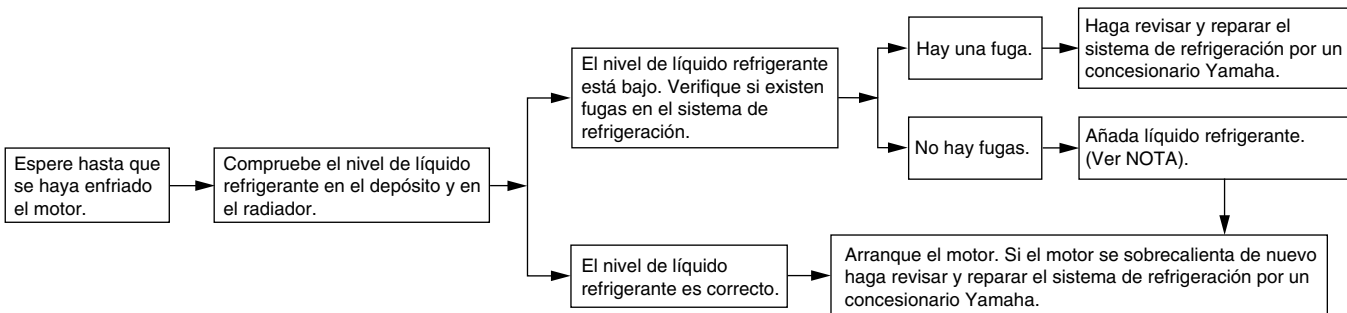 Espere hasta que
se haya enfriado
el motor.
Compruebe el nivel de líquido
refrigerante en el depósito y en
el radiador.
El nivel de líquido refrigerante
está bajo. Verifique si existen
fugas en el sistema de
refrigeración.
Hay una fuga.
Haga revisar y reparar el
sistema de refrigeración por un
concesionario Yamaha.
No hay fugas.
Añada líquido refrigerante.
(Ver NOTA).
El nivel de líquido
refrigerante es correcto.
Arranque el motor. Si el motor se sobrecalienta de nuevo
haga revisar y reparar el sistema de refrigeración por un
concesionario Yamaha.